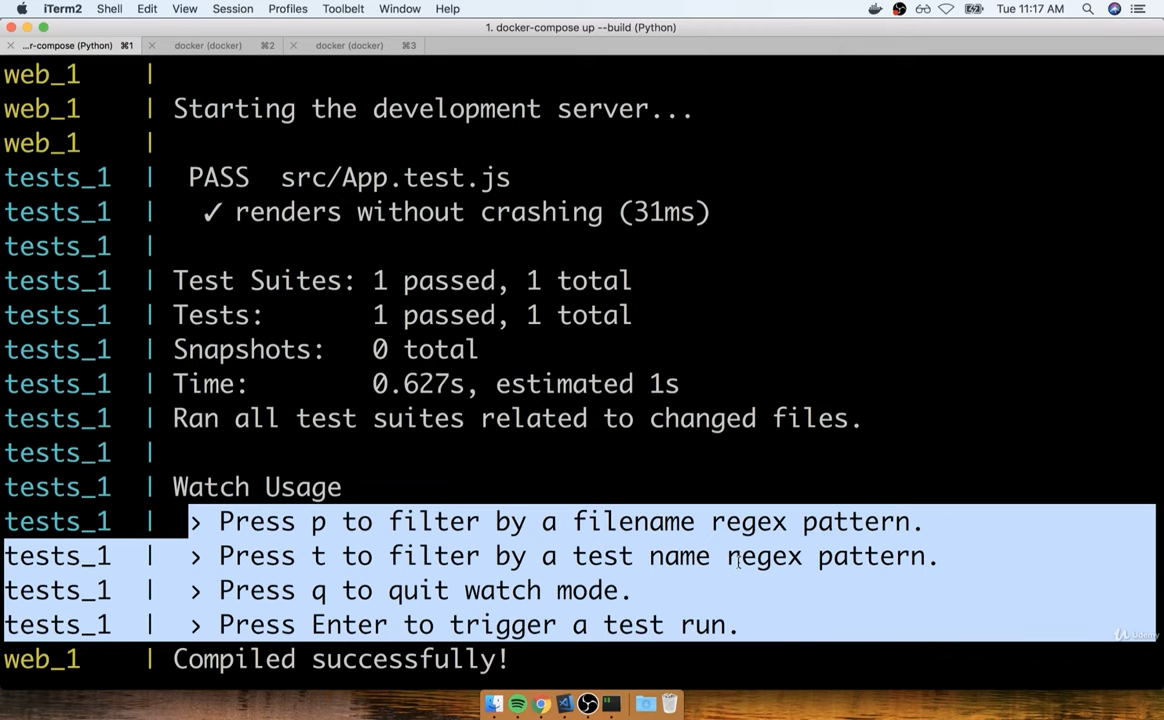 iTerm2 Shell Edit View Session Profiles Toolbelt Window Help Tue 11:17 AM
1. docker-compose up --build (Python)
...r-compose (Python) ⌘1 docker (docker) ⌘2 docker (docker) ⌘3
web_1 |
web_1 | Starting the development server...
web_1 |
tests_1 | PASS src/App.test.js
tests_1 | ✓ renders without crashing (31ms)
tests_1 |
tests_1 | Test Suites: 1 passed, 1 total
tests_1 | Tests: 1 passed, 1 total
tests_1 | Snapshots: 0 total
tests_1 | Time: 0.627s, estimated 1s
tests_1 | Ran all test suites related to changed files.
tests_1 |
tests_1 | Watch Usage
tests_1 | › Press p to filter by a filename regex pattern.
tests_1 | › Press t to filter by a test name regex pattern.
tests_1 | › Press q to quit watch mode.
tests_1 | › Press Enter to trigger a test run.
web_1 | Compiled successfully!
Udemy